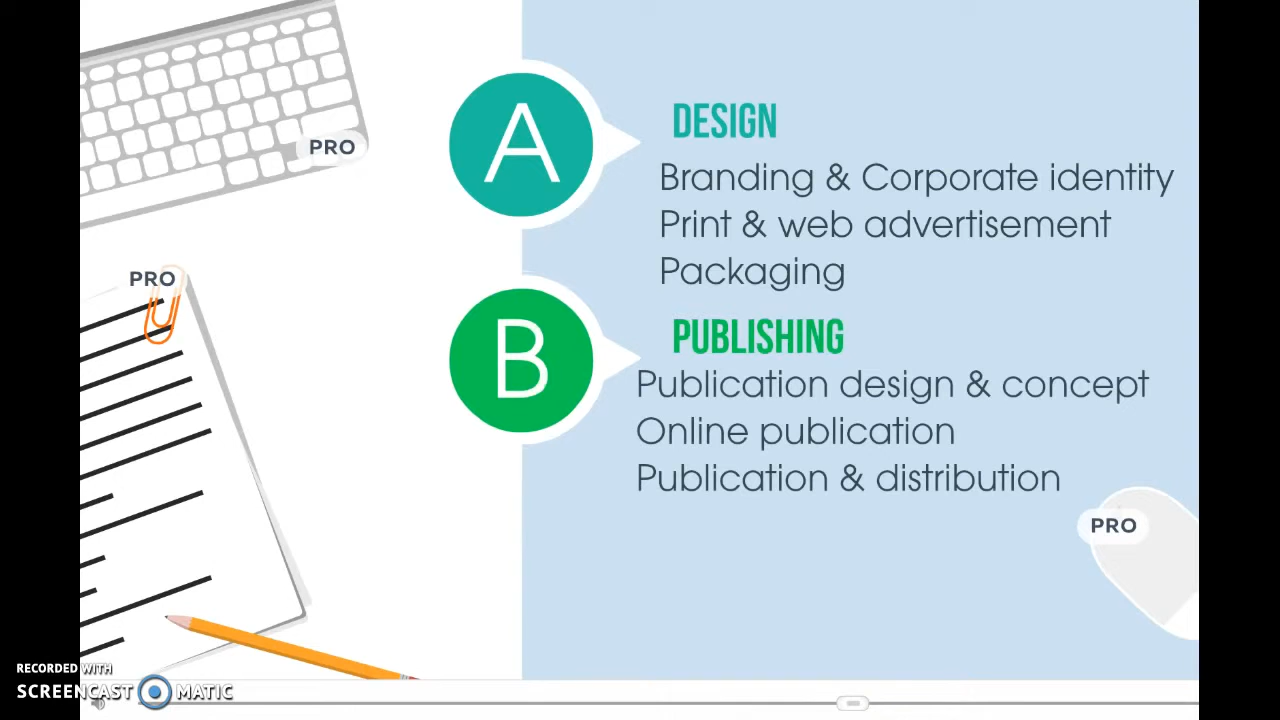 PRO
A
DESIGN
Branding & Corporate identity
Print & web advertisement
Packaging
PRO
B
PUBLISHING
Publication design & concept
Online publication
Publication & distribution
PRO
RECORDED WITH
SCREENCAST MATIC